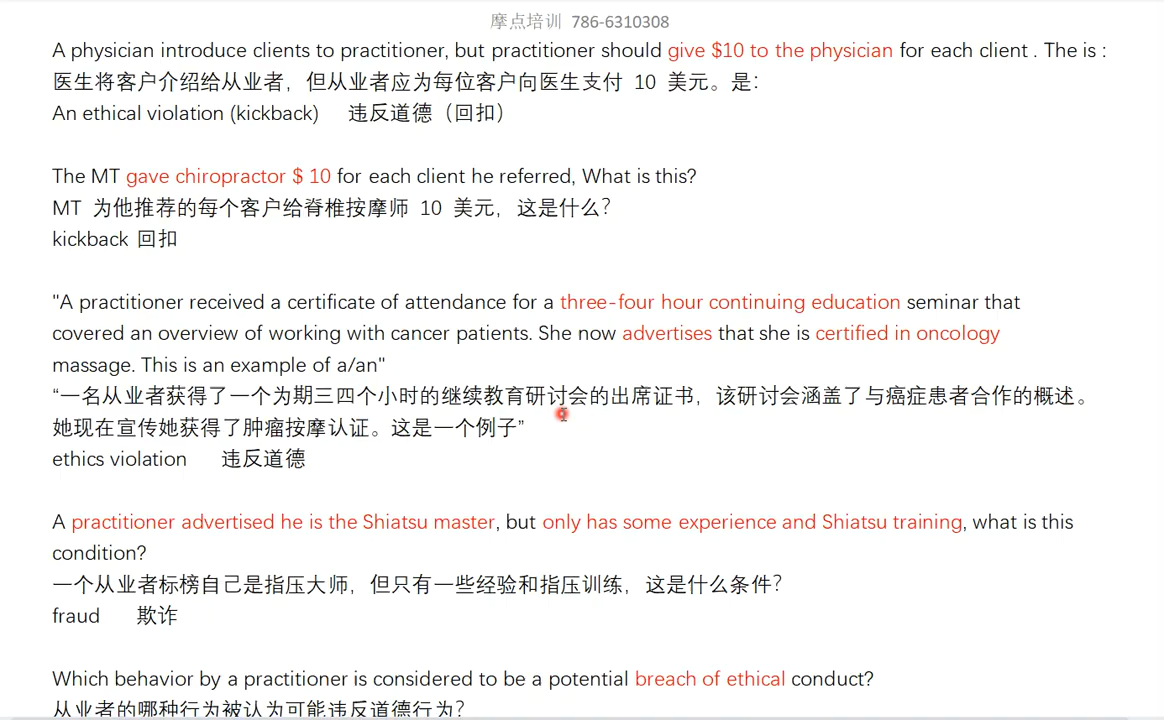 摩点培训 786-6310308
A physician introduce clients to practitioner, but practitioner should give $10 to the physician for each client . The is :
医生将客户介绍给从业者，但从业者应为每位客户向医生支付 10 美元。是：
An ethical violation (kickback) 违反道德（回扣）
The MT gave chiropractor $ 10 for each client he referred, What is this?
MT 为他推荐的每个客户给脊椎按摩师 10 美元，这是什么？
kickback 回扣
"A practitioner received a certificate of attendance for a three-four hour continuing education seminar that
covered an overview of working with cancer patients. She now advertises that she is certified in oncology
massage. This is an example of a/an"
“一名从业者获得了一个为期三四个小时的继续教育研讨会的出席证书，该研讨会涵盖了与癌症患者合作的概述。
她现在宣传她获得了肿瘤按摩认证。这是一个例子”
ethics violation 违反道德
A practitioner advertised he is the Shiatsu master, but only has some experience and Shiatsu training, what is this
condition?
一个从业者标榜自己是指压大师，但只有一些经验和指压训练，这是什么条件？
fraud 欺诈
Which behavior by a practitioner is considered to be a potential breach of ethical conduct?
从业者的哪种行为被认为可能违反道德行为？